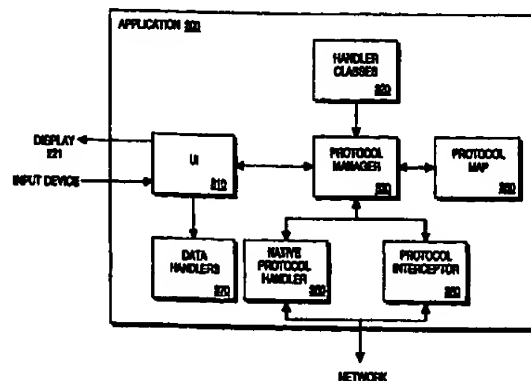 APPLICATION
HANDLER
CLASSES
DISPLAY
221
UI
PROTOCOL
MANAGER
PROTOCOL
MAP
INPUT DEVICE
DATA
HANDLERS
NATIVE
PROTOCOL
HANDLER
PROTOCOL
INTERCEPTOR
NETWORK